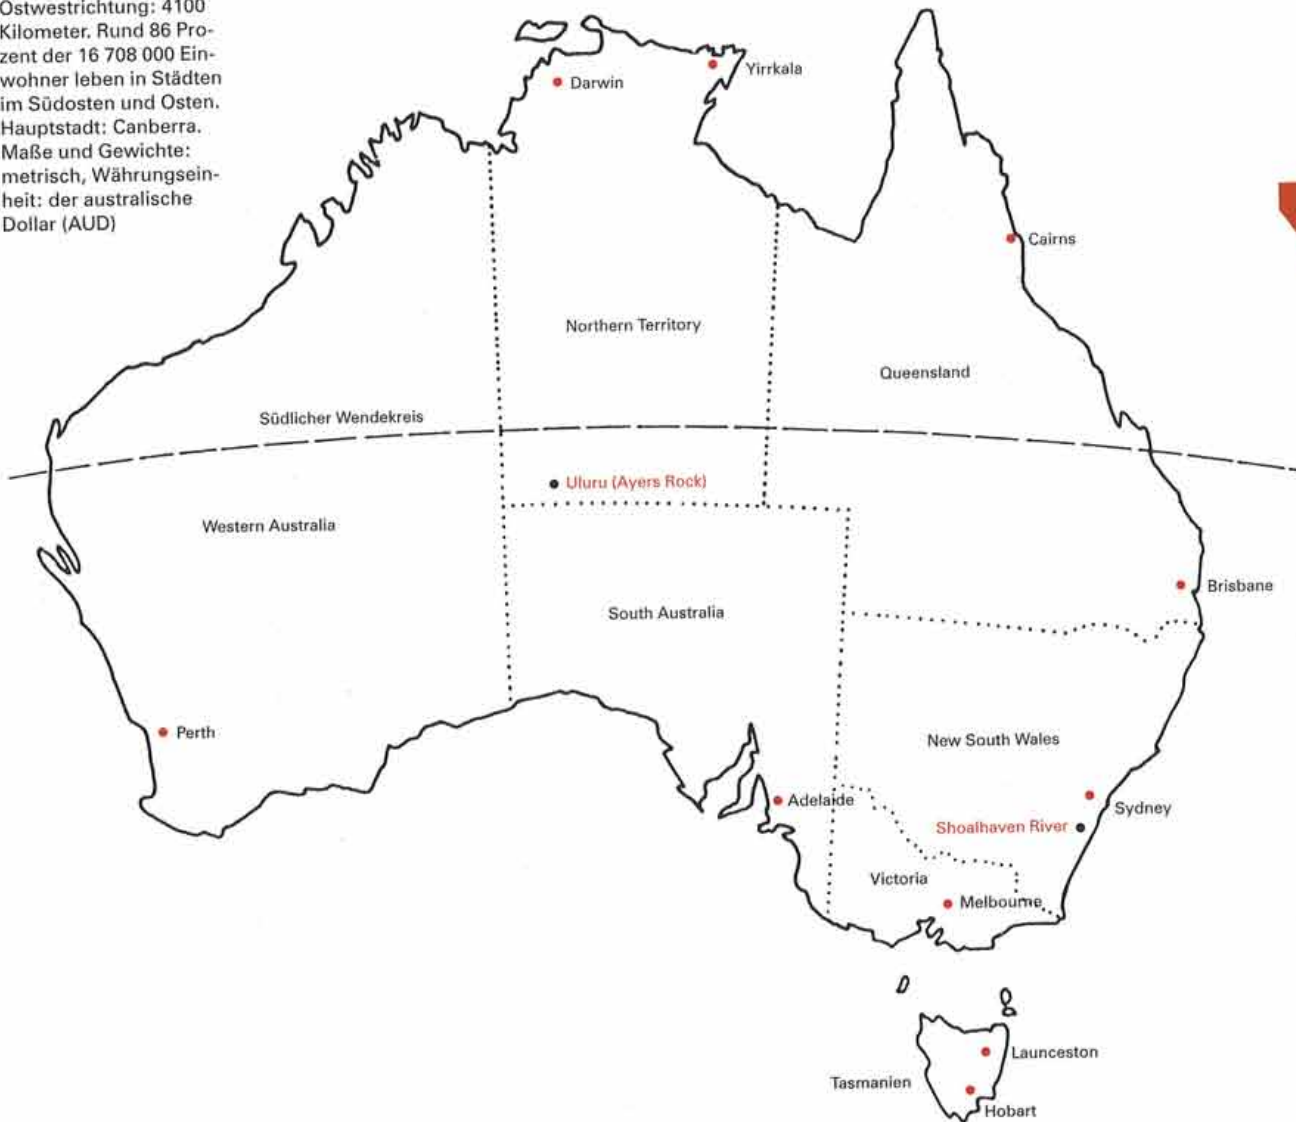 Ostwestrichtung: 4100
Kilometer. Rund 86 Pro-
zent der 16 708 000 Ein-
wohner leben in Städten
im Südosten und Osten.
Hauptstadt: Canberra.
Maße und Gewichte:
metrisch, Währungsein-
heit: der australische
Dollar (AUD)
Yirrkala
Darwin
Cairns
Northern Territory
Queensland
Südlicher Wendekreis
Uluru (Ayers Rock)
Western Australia
Brisbane
South Australia
Perth
New South Wales
Adelaide
Sydney
Shoalhaven River
Victoria
Melbourne
Launceston
Tasmanien
Hobart